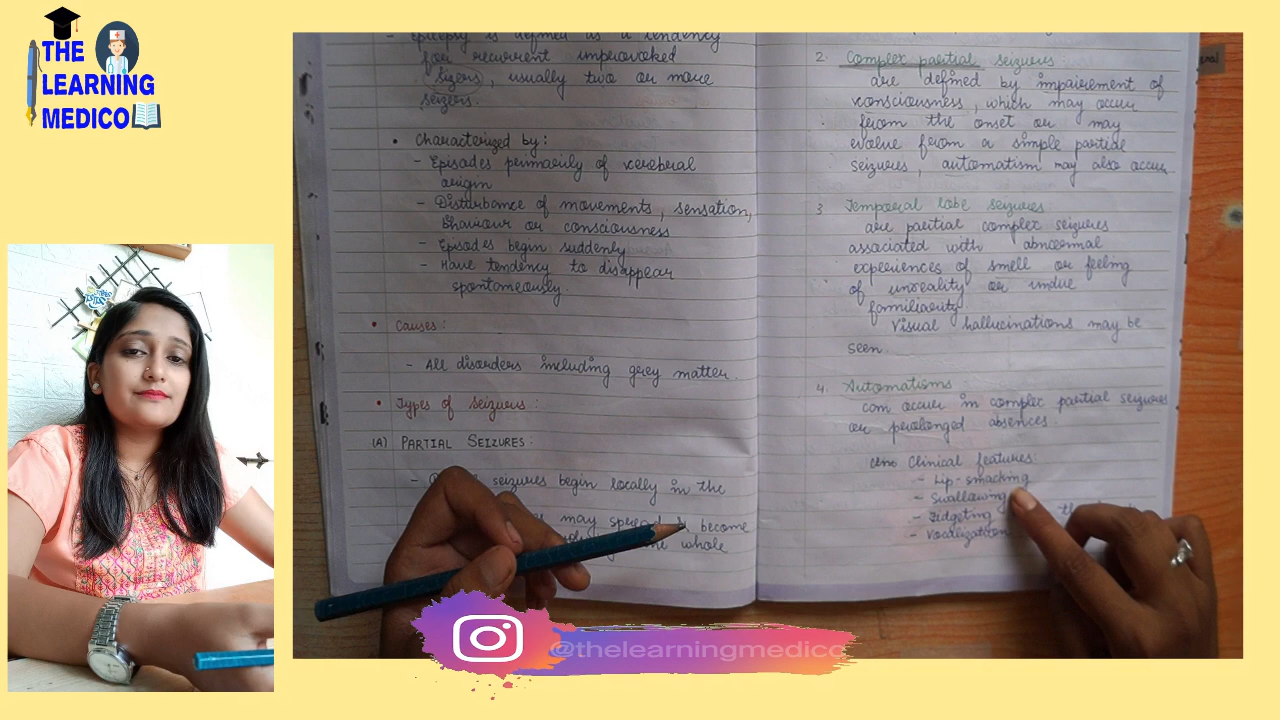 THE
LEARNING
MEDICO
- Epilepsy is defined as a tendency
for recurrent unprovoked
usually two or more
seizers.
• Characterized by:
- Episodes primarily of cerebral
origin
- Disturbance of movements, sensation,
bhaviour or consciousness
- Episodes begin suddenly
- Have tendency to disappear
spontaneously.
• Causes:
- All disorders including grey matter.
• Types of Seizures:
(A) PARTIAL SEIZURES:
seizures begin locally in the
may spread & become
whole
2. Complex partial seizures
are defined by impairement of
consciousness, which may occur
from the onset or may
evolve from a simple partial
seizures, automatism may also occur
3 Temporal lobe seizures:
are partial complex seizures
associated with abnormal
experiences of smell or feeling
of unreality or undue
familiarity.
Visual hallucinations may be
seen.
4. Automatisms
can occur in complex partial seizures
or prolonged absences.
Clinical features:
- Lip-smacking
- Swallowing
- Fidgeting
- Vocalization
@thelearningmedico